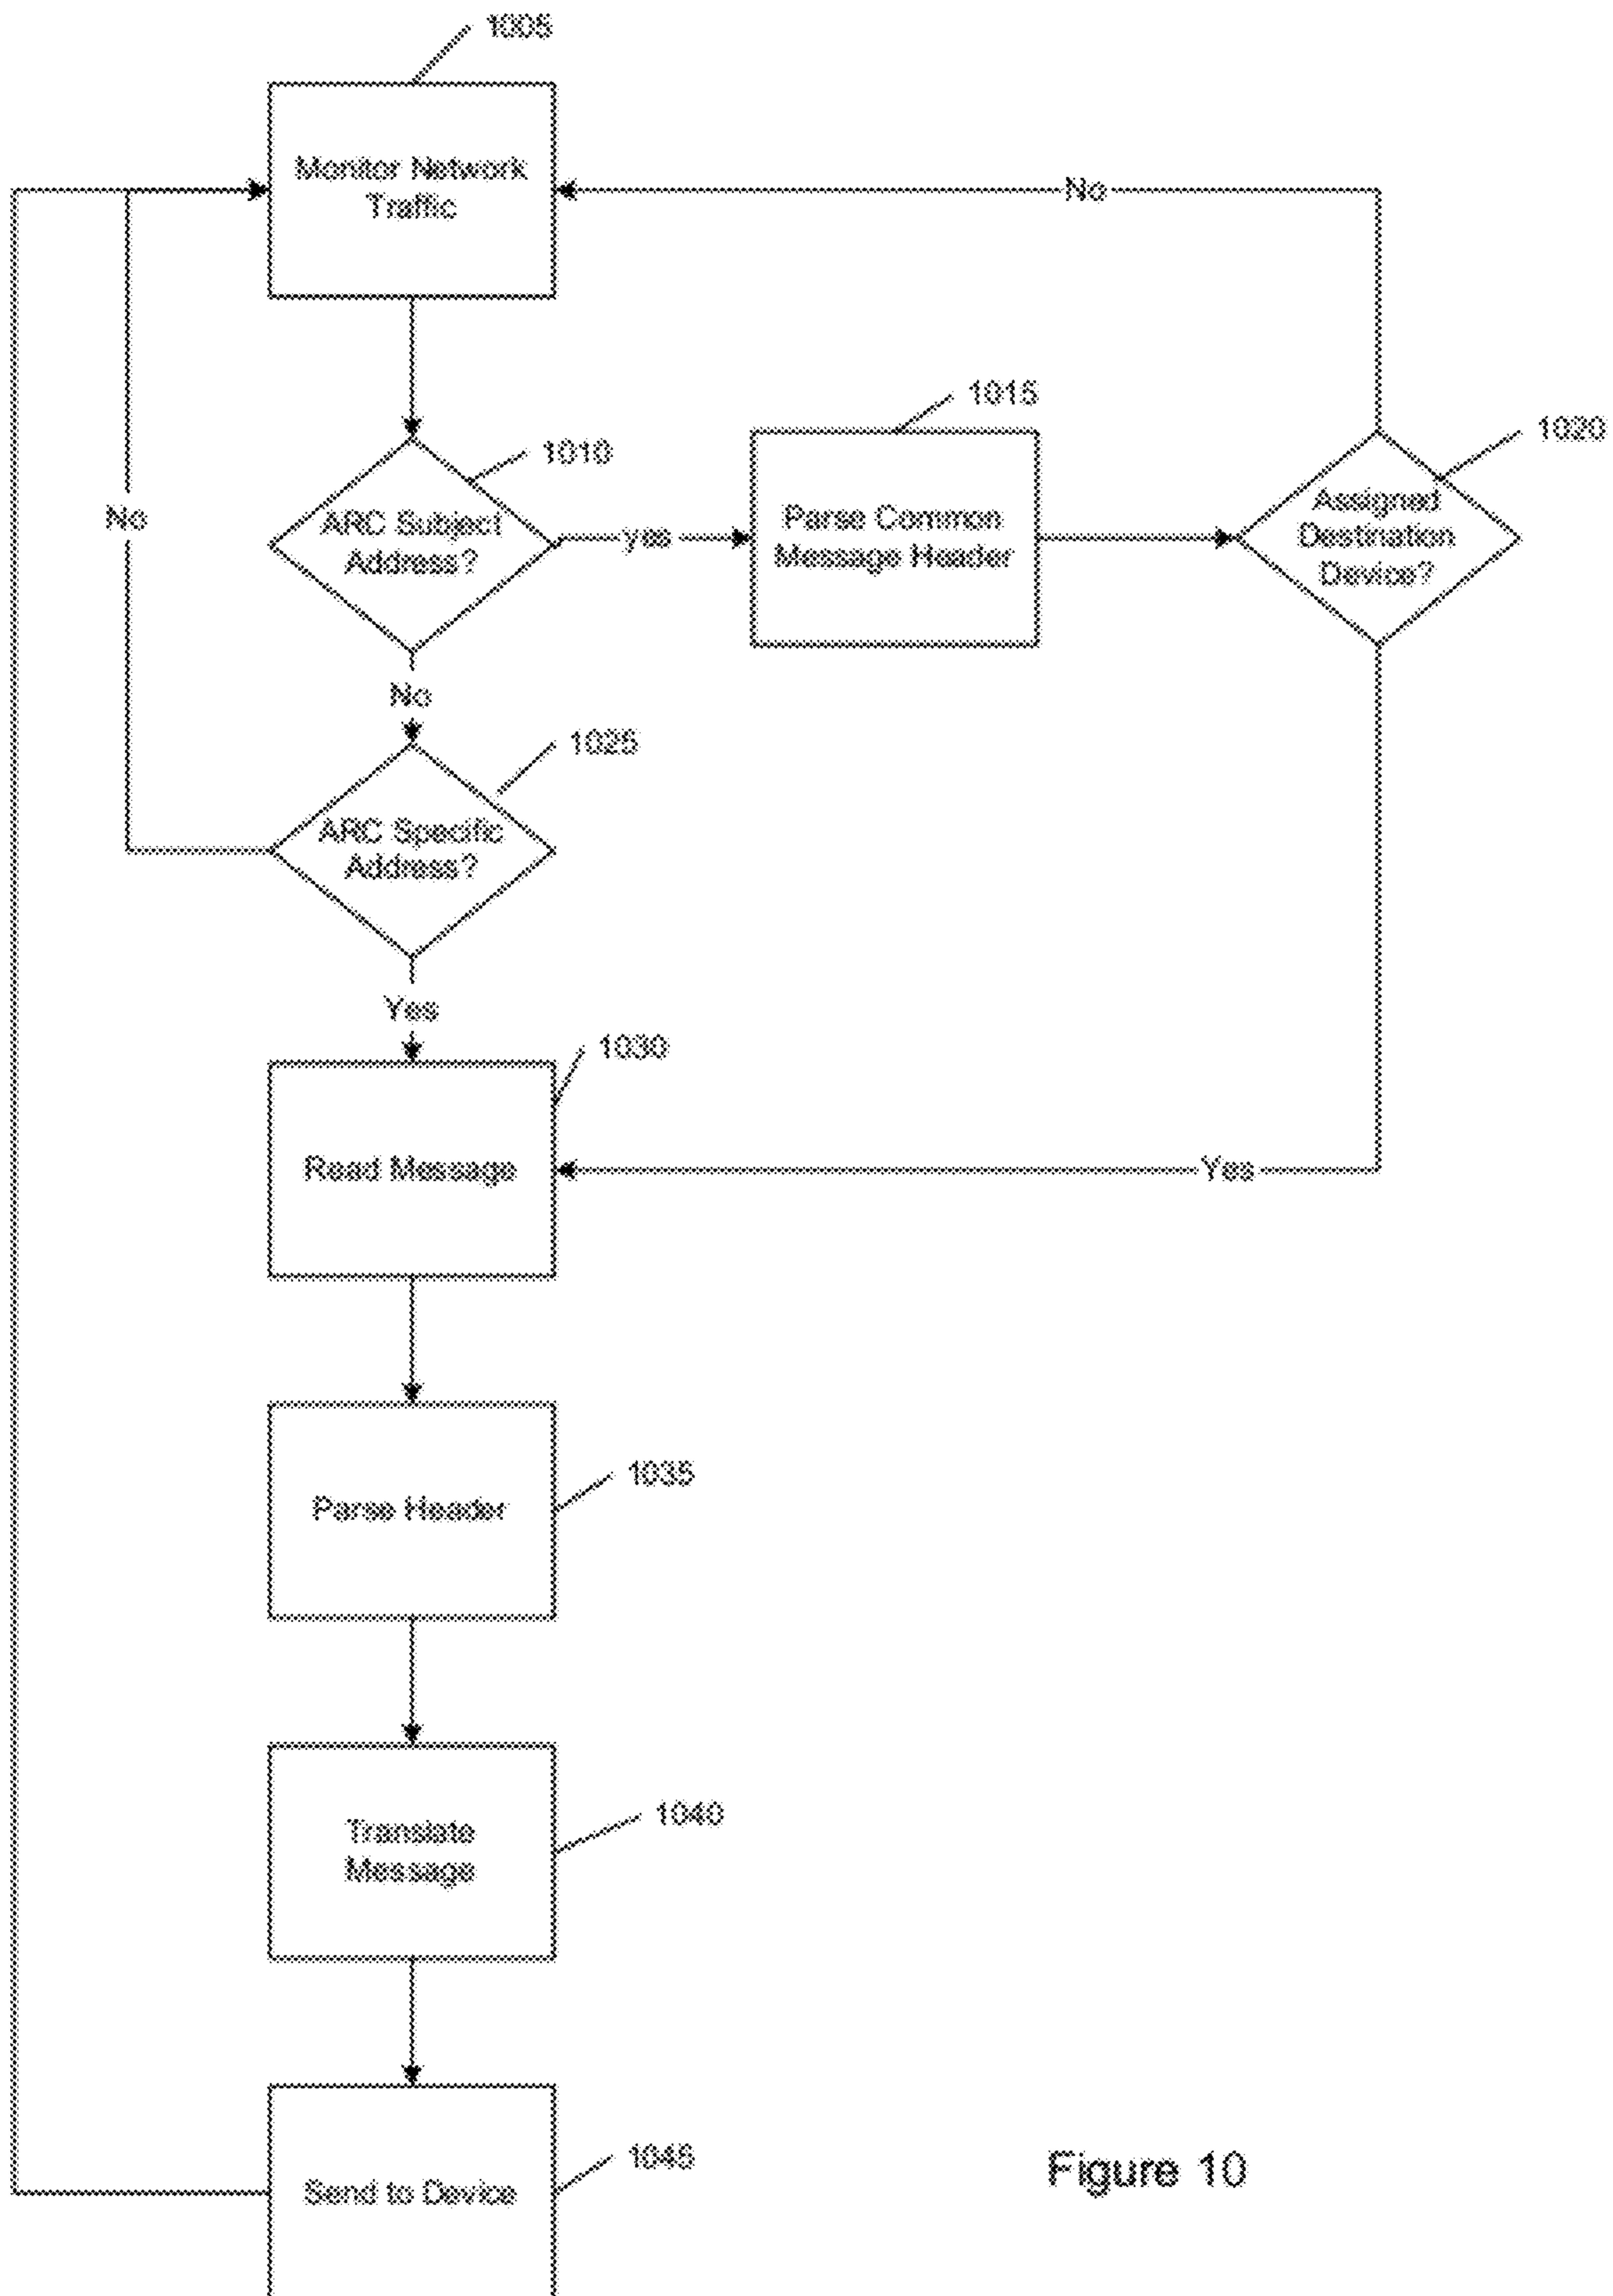 1005
Monitor Network
Traffic
No
1015
1020
1010
No
ARC Subject
Address?
yes
Parse Common
Message Header
Assigned
Destination
Device?
No
1025
ARC Specific
Address?
Yes
1030
Read Message
Yes
1035
Parse Header
1040
Translate
Message
1045
Send to Device
Figure 10